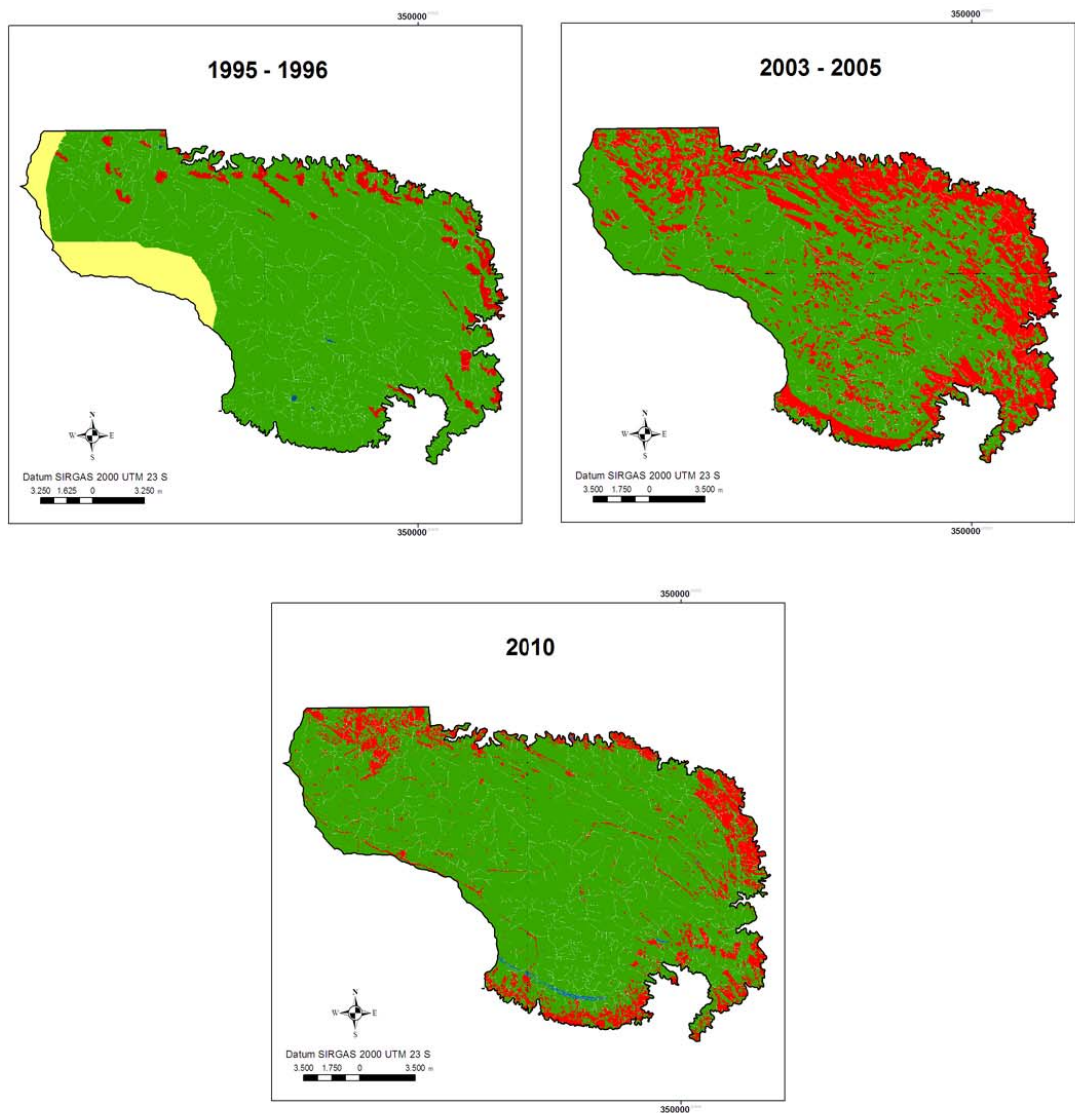 350000
1995 - 1996
N
W E
S
Datum SIRGAS 2000 UTM 23 S
3.250 1.625 0 3.250 m
350000
350000
2003 - 2005
N
W E
S
Datum SIRGAS 2000 UTM 23 S
3.500 1.750 0 3.500 m
350000
350000
2010
N
W E
S
Datum SIRGAS 2000 UTM 23 S
3.500 1.750 0 3.500 m
350000